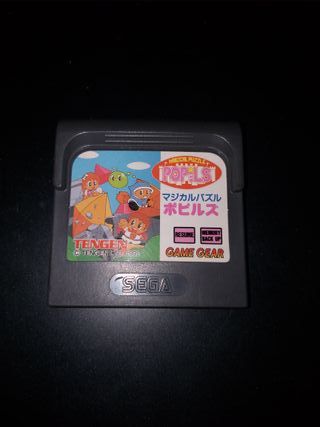 MAGICAL PUZZLE
POPiLS
マジカルパズル
ポピルズ
TENGEN
RESUME
MEMORY
BACK UP
GAME GEAR
SEGA